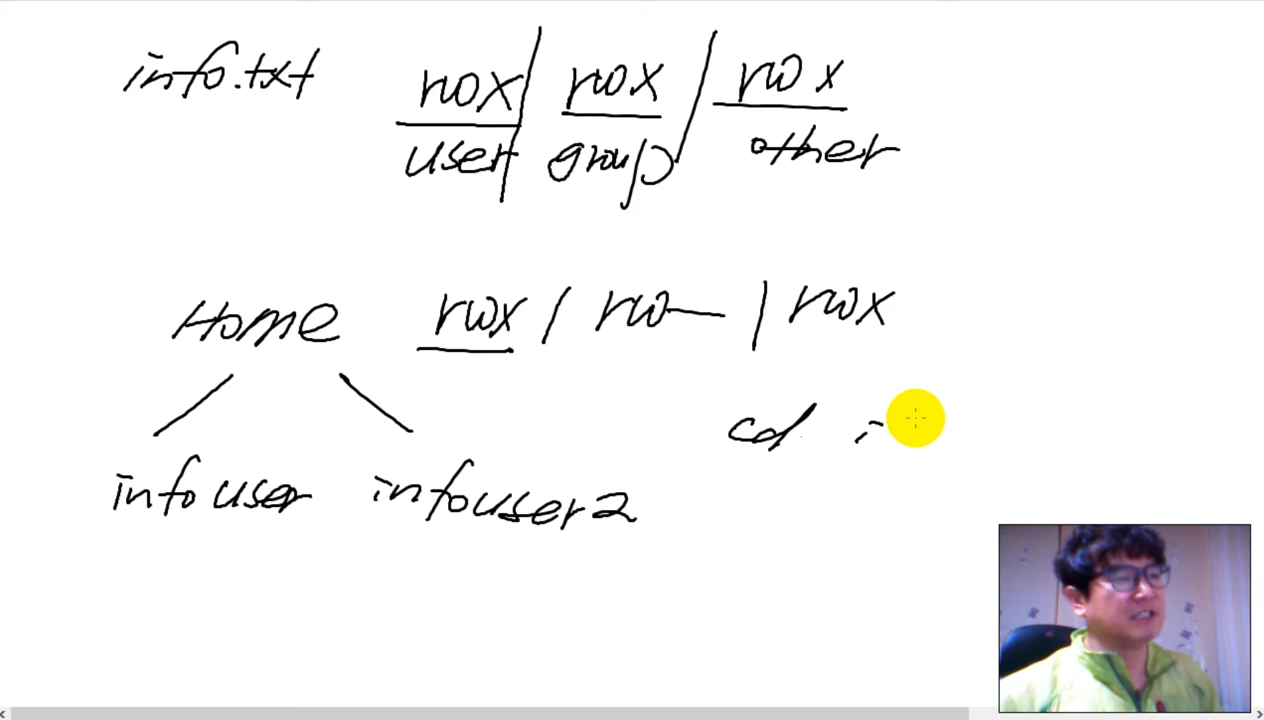 info.txt rwx / rwx / rwx
user group other
Home rwx / rw- / rwx
cd i
infouser infouser2